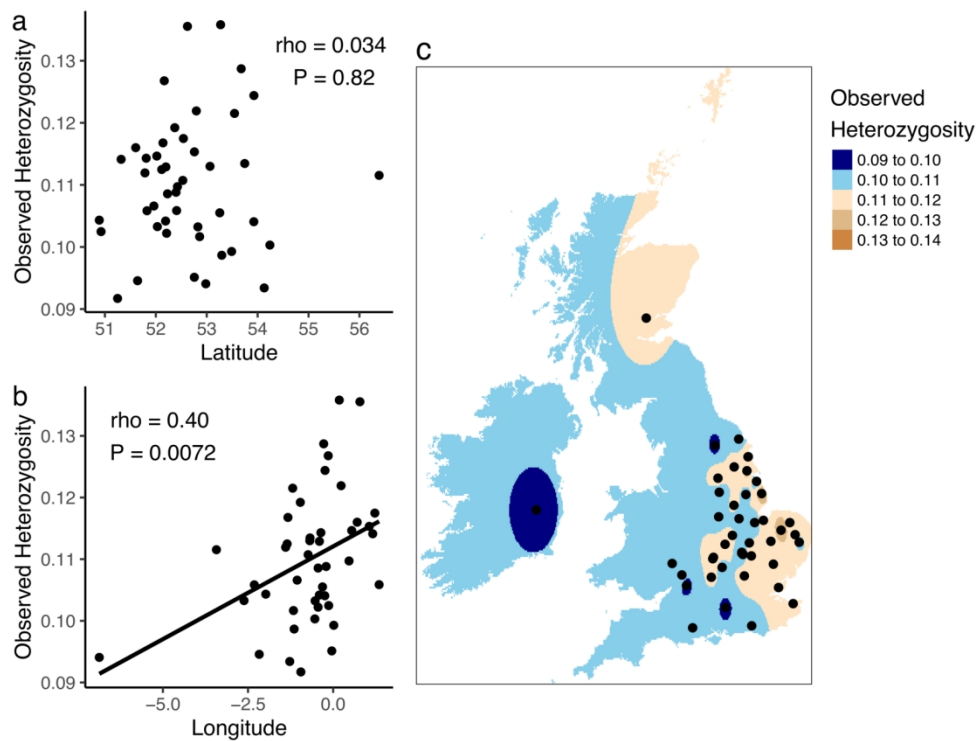 a
Observed Heterozygosity
0.13
0.12
0.11
0.10
0.09
rho = 0.034
P = 0.82
51 52 53 54 55 56
Latitude
b
Observed Heterozygosity
0.13
0.12
0.11
0.10
0.09
rho = 0.40
P = 0.0072
−5.0 −2.5 0.0
Longitude
c
Observed
Heterozygosity
0.09 to 0.10
0.10 to 0.11
0.11 to 0.12
0.12 to 0.13
0.13 to 0.14